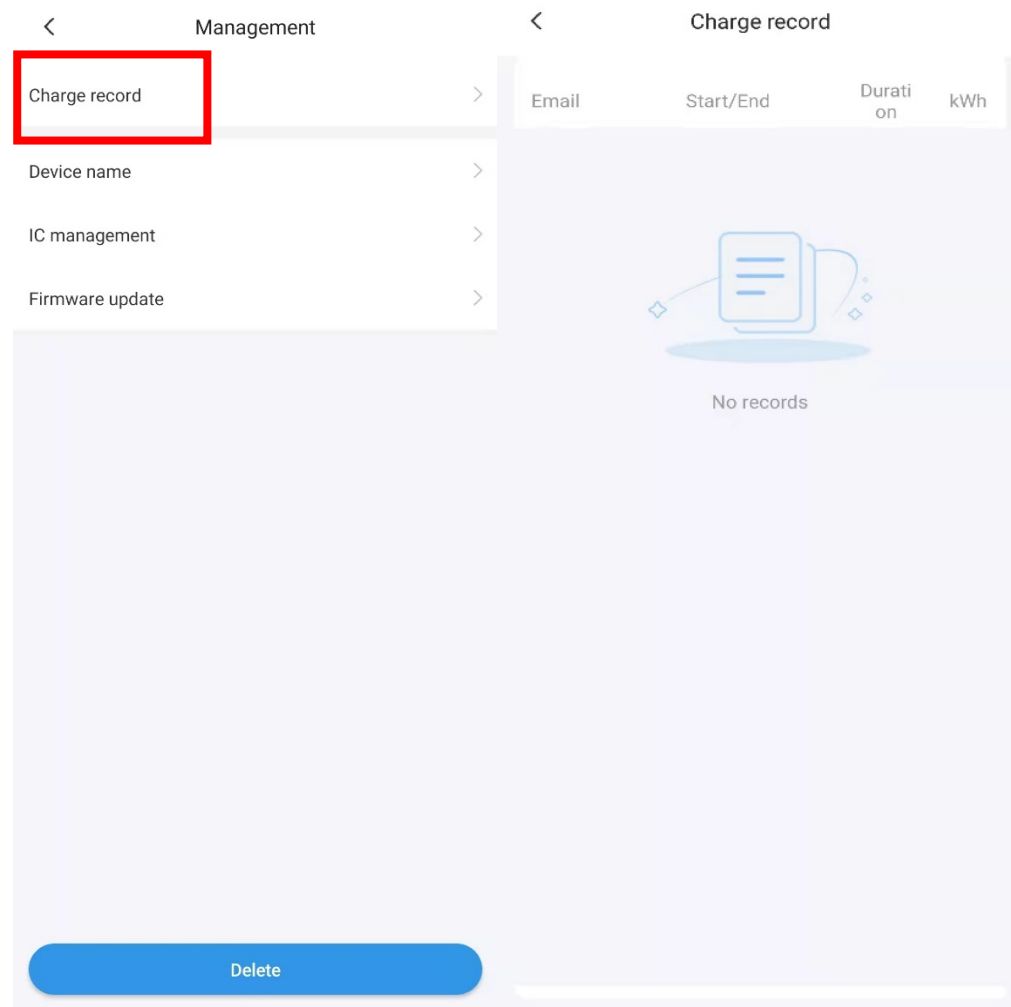 Management
Charge record
Device name
IC management
Firmware update
Delete
Charge record
Email
Start/End
Durati
on
kWh
No records